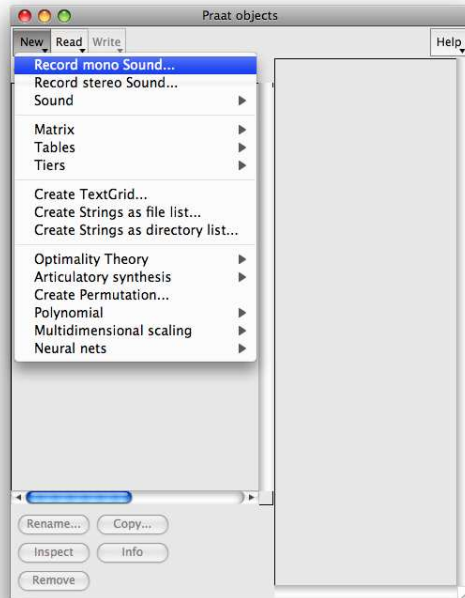 Praat objects
New Read Write Help
Record mono Sound...
Record stereo Sound...
Sound
Matrix
Tables
Tiers
Create TextGrid...
Create Strings as file list...
Create Strings as directory list...
Optimality Theory
Articulatory synthesis
Create Permutation...
Polynomial
Multidimensional scaling
Neural nets
Rename... Copy...
Inspect Info
Remove